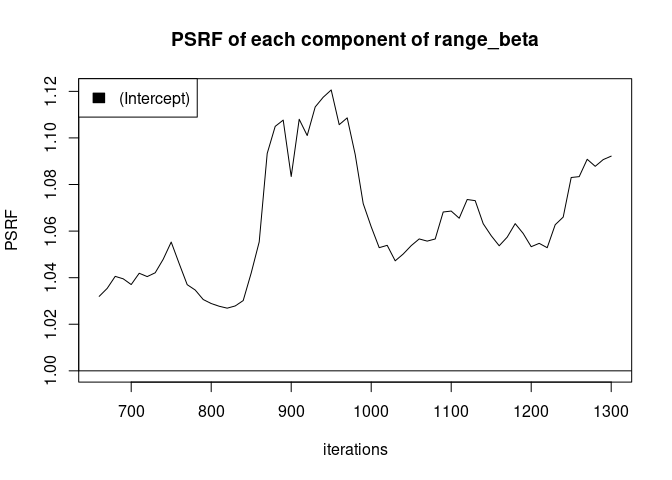 PSRF of each component of range_beta
(Intercept)
PSRF
1.12
1.10
1.08
1.06
1.04
1.02
1.00
700 800 900 1000 1100 1200 1300
iterations